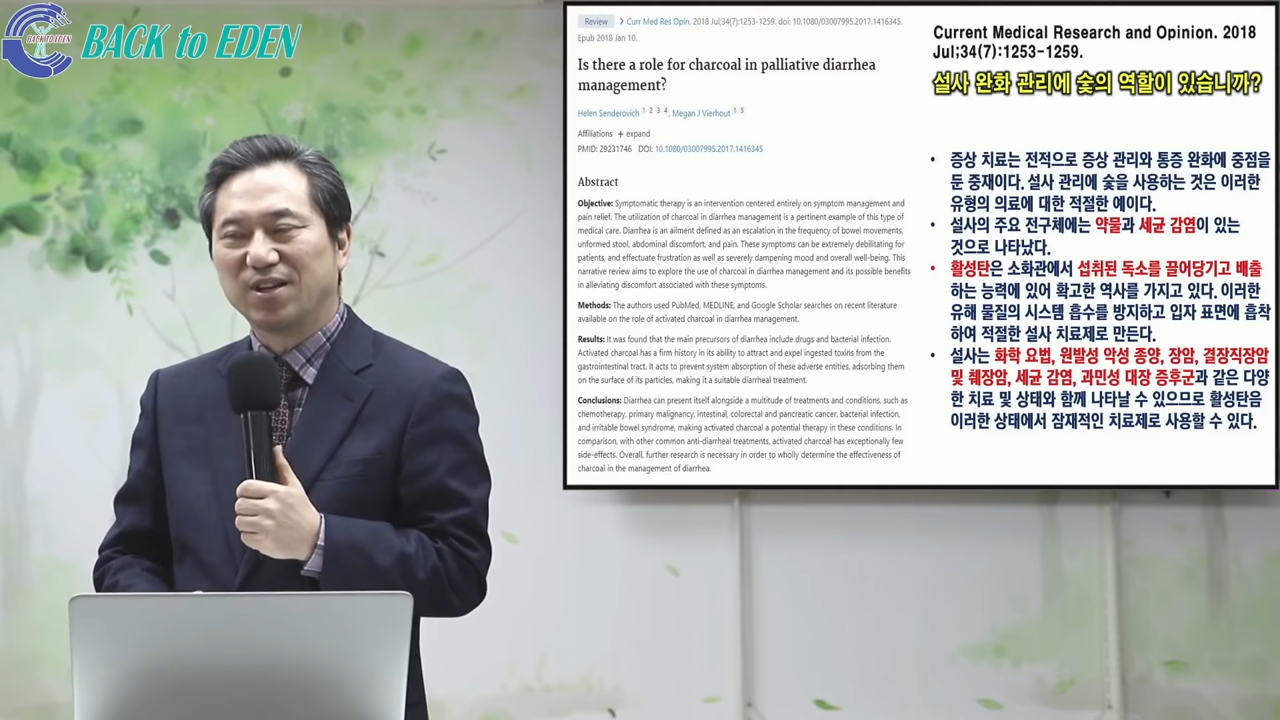 BACK TO EDEN
BACK to EDEN
Review > Curr Med Res Opin. 2018 Jul;34(7):1253-1259. doi: 10.1080/03007995.2017.1416345.
Epub 2018 Jan 10.
Is there a role for charcoal in palliative diarrhea
management?
Helen Senderovich 1 2 3 4, Megan J Vierhout 1 5
Affiliations + expand
PMID: 29231746 DOI: 10.1080/03007995.2017.1416345
Abstract
Objective: Symptomatic therapy is an intervention centered entirely on symptom management and
pain relief. The utilization of charcoal in diarrhea management is a pertinent example of this type of
medical care. Diarrhea is an ailment defined as an escalation in the frequency of bowel movements,
unformed stool, abdominal discomfort, and pain. These symptoms can be extremely debilitating for
patients, and effectuate frustration as well as severely dampening mood and overall well-being. This
narrative review aims to explore the use of charcoal in diarrhea management and its possible benefits
in alleviating discomfort associated with these symptoms.
Methods: The authors used PubMed, MEDLINE, and Google Scholar searches on recent literature
available on the role of activated charcoal in diarrhea management.
Results: It was found that the main precursors of diarrhea include drugs and bacterial infection.
Activated charcoal has a firm history in its ability to attract and expel ingested toxins from the
gastrointestinal tract. It acts to prevent system absorption of these adverse entities, adsorbing them
on the surface of its particles, making it a suitable diarrheal treatment.
Conclusions: Diarrhea can present itself alongside a multitude of treatments and conditions, such as
chemotherapy, primary malignancy, intestinal, colorectal and pancreatic cancer, bacterial infection,
and irritable bowel syndrome, making activated charcoal a potential therapy in these conditions. In
comparison, with other common anti-diarrheal treatments, activated charcoal has exceptionally few
side-effects. Overall, further research is necessary in order to wholly determine the effectiveness of
charcoal in the management of diarrhea.
Current Medical Research and Opinion. 2018
Jul;34(7):1253-1259.
설사 완화 관리에 숯의 역할이 있습니까?
• 증상 치료는 전적으로 증상 관리와 통증 완화에 중점을
둔 중재이다. 설사 관리에 숯을 사용하는 것은 이러한
유형의 의료에 대한 적절한 예이다.
• 설사의 주요 전구체에는 약물과 세균 감염이 있는
것으로 나타났다.
• 활성탄은 소화관에서 섭취된 독소를 끌어당기고 배출
하는 능력에 있어 확고한 역사를 가지고 있다. 이러한
유해 물질의 시스템 흡수를 방지하고 입자 표면에 흡착
하여 적절한 설사 치료제로 만든다.
• 설사는 화학 요법, 원발성 악성 종양, 장암, 결장직장암
및 췌장암, 세균 감염, 과민성 대장 증후군과 같은 다양
한 치료 및 상태와 함께 나타날 수 있으므로 활성탄을
이러한 상태에서 잠재적인 치료제로 사용할 수 있다.